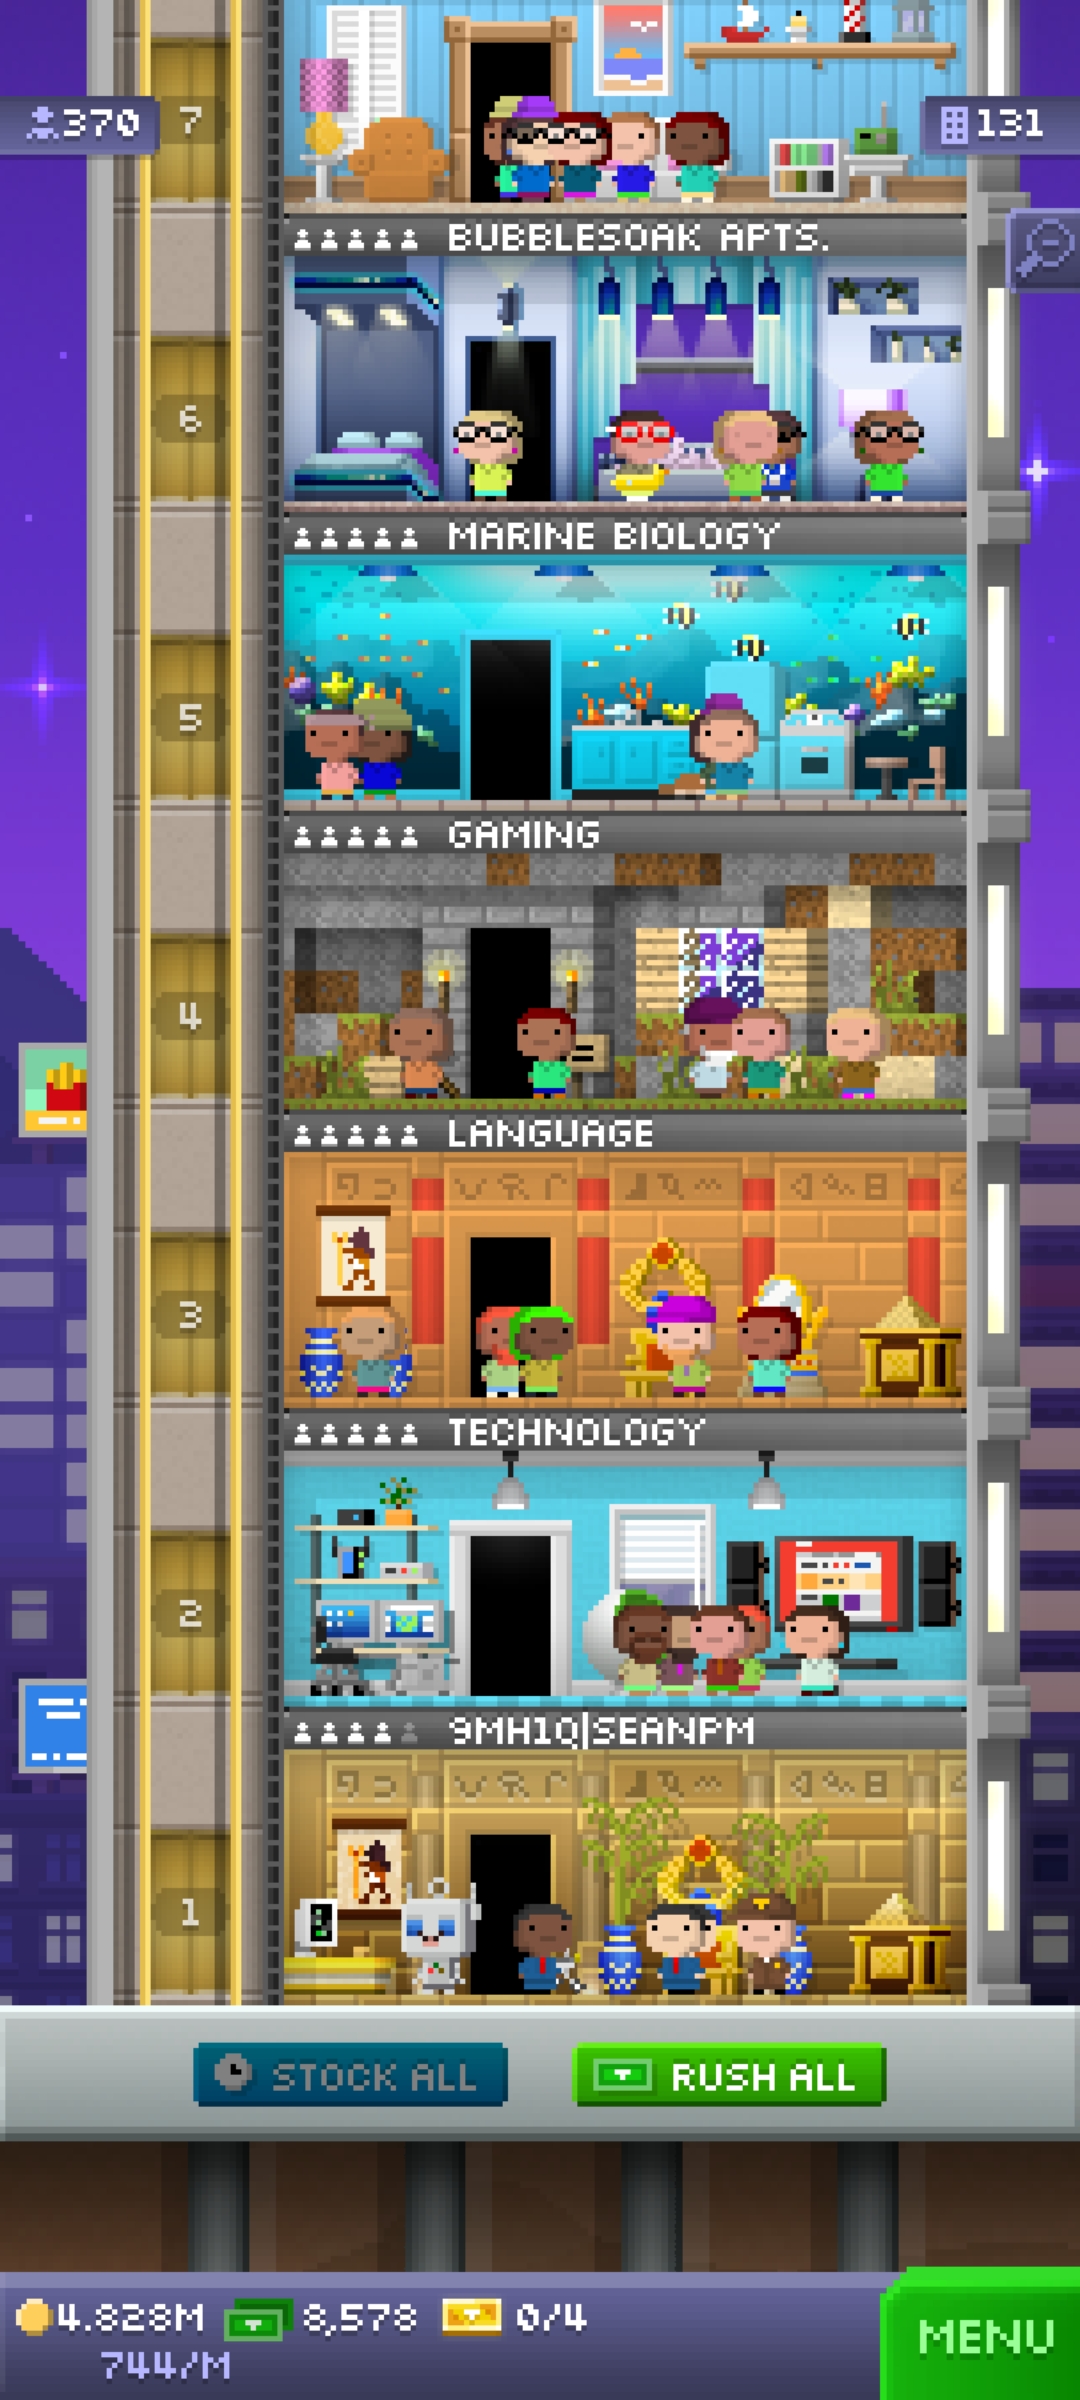 370
7
131
BUBBLESOAK APTS.
6
MARINE BIOLOGY
5
GAMING
4
LANGUAGE
3
TECHNOLOGY
2
9MH1Q|SEANPM
1
STOCK ALL
RUSH ALL
4.828M
8,578
0/4
744/M
MENU